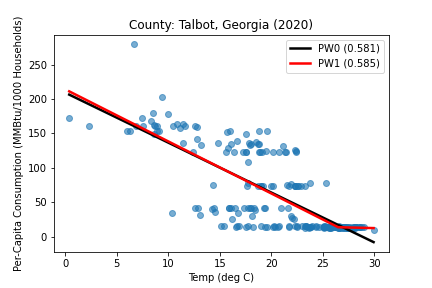 County: Talbot, Georgia (2020)
PW0 (0.581)
PW1 (0.585)
Per-Capita Consumption (MMBtu/1000 Households)
250
200
150
100
50
0
0 5 10 15 20 25 30
Temp (deg C)